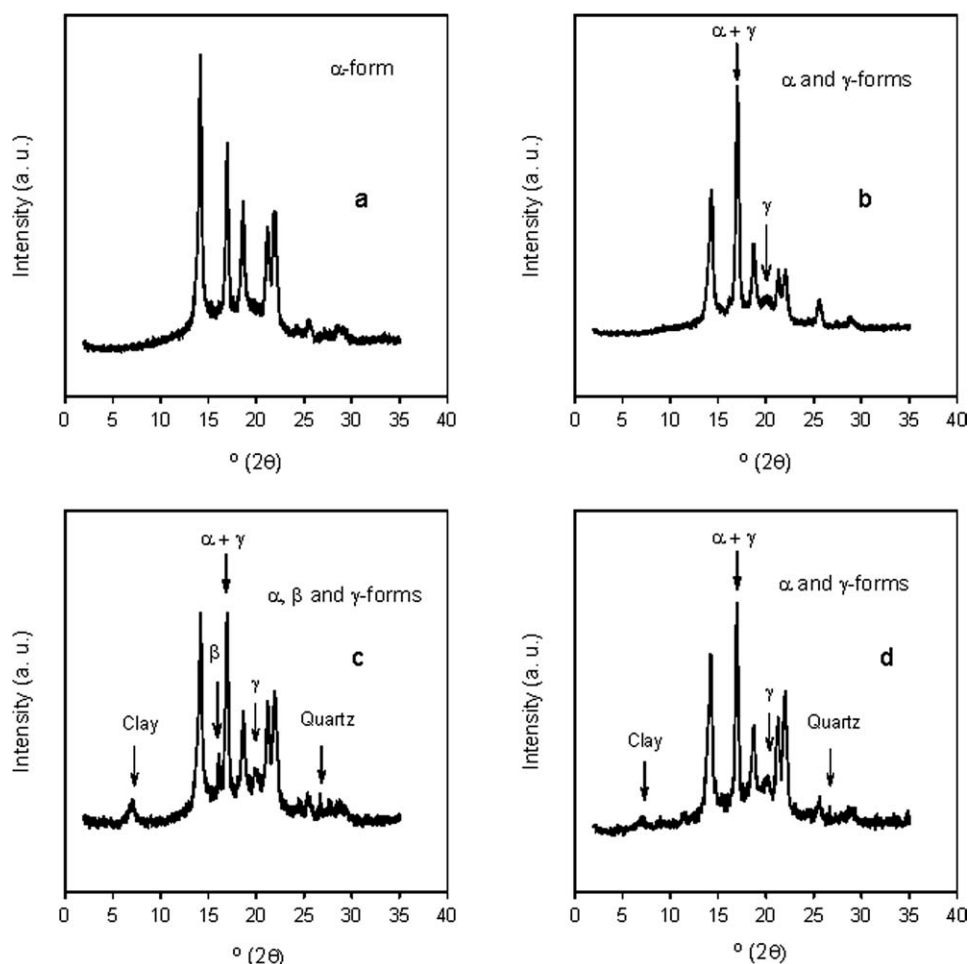 α-form
a
Intensity (a. u.)
0 5 10 15 20 25 30 35 40
º (2θ)
α + γ
α and γ-forms
b
γ
Intensity (a. u.)
0 5 10 15 20 25 30 35 40
º (2θ)
α + γ
α, β and γ-forms
c
β
γ
Clay
Quartz
Intensity (a. u.)
0 5 10 15 20 25 30 35 40
º (2θ)
α + γ
α and γ-forms
d
γ
Quartz
Clay
Intensity (a. u.)
0 5 10 15 20 25 30 35 40
º (2θ)